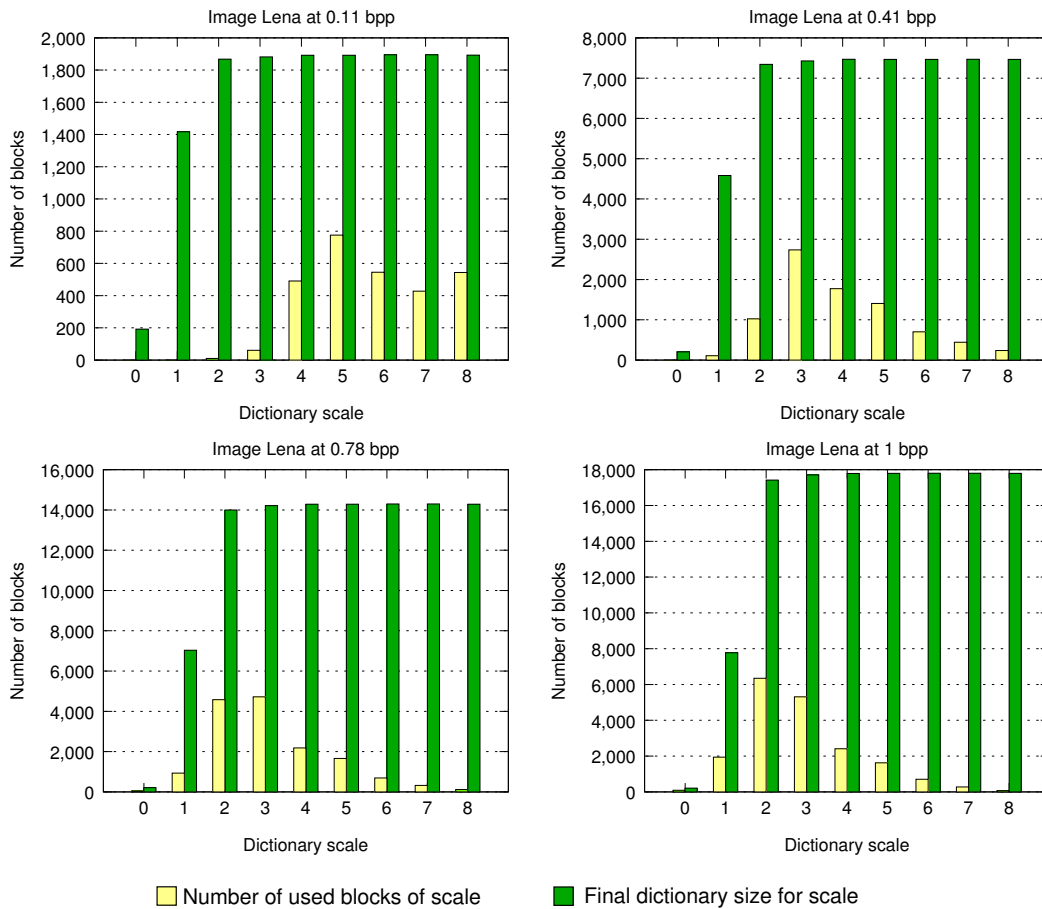 Image Lena at 0.11 bpp
Number of blocks
2,000
1,800
1,600
1,400
1,200
1,000
800
600
400
200
0
0 1 2 3 4 5 6 7 8
Dictionary scale
Image Lena at 0.41 bpp
Number of blocks
8,000
7,000
6,000
5,000
4,000
3,000
2,000
1,000
0
0 1 2 3 4 5 6 7 8
Dictionary scale
Image Lena at 0.78 bpp
Number of blocks
16,000
14,000
12,000
10,000
8,000
6,000
4,000
2,000
0
0 1 2 3 4 5 6 7 8
Dictionary scale
Image Lena at 1 bpp
Number of blocks
18,000
16,000
14,000
12,000
10,000
8,000
6,000
4,000
2,000
0
0 1 2 3 4 5 6 7 8
Dictionary scale
Number of used blocks of scale
Final dictionary size for scale